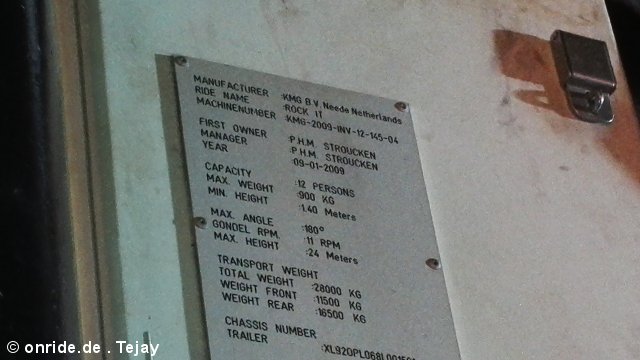 MANUFACTURER :KMG B.V. Neede Netherlands
RIDE NAME :ROCK IT
MACHINENUMBER :KMG-2009-INV-12-145-04
FIRST OWNER :P.H.M. STROUCKEN
MANAGER :P.H.M. STROUCKEN
YEAR :09-01-2009
CAPACITY :12 PERSONS
MAX. WEIGHT :900 KG
MIN. HEIGHT :1.40 Meters
MAX. ANGLE :180°
GONDEL RPM. :11 RPM
MAX. HEIGHT :24 Meters
TRANSPORT WEIGHT
TOTAL WEIGHT :28000 KG
WEIGHT FRONT :11500 KG
WEIGHT REAR :16500 KG
CHASSIS NUMBER
TRAILER
© onride.de . Tejay